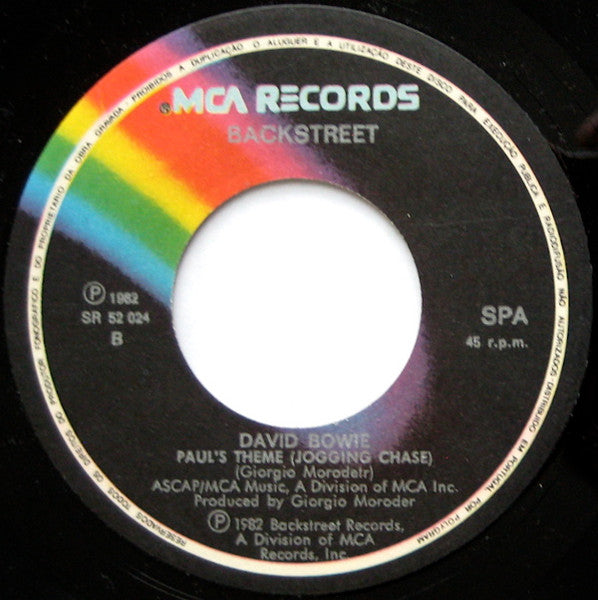 RESERVADOS TODOS OS DIREITOS DO PRODUTOR FONOGRÁFICO E DO PROPRIETÁRIO DA OBRA GRAVADA · PROIBIDOS A DUPLICAÇÃO O ALUGUER E A UTILIZAÇÃO DESTE DISCO PARA EXECUÇÃO PUBLICA E RADIODIFUSÃO NÃO AUTORIZADOS · DISTRIBUIDO EM PORTUGAL POR POLYGRAM
MCA RECORDS
BACKSTREET
Ⓟ 1982
SR 52 024
B
SPA
45 r.p.m.
DAVID BOWIE
PAUL'S THEME (JOGGING CHASE)
(Giorgio Morodetr)
ASCAP/MCA Music, A Division of MCA Inc.
Produced by Giorgio Moroder
Ⓟ 1982 Backstreet Records,
A Division of MCA
Records, Inc.